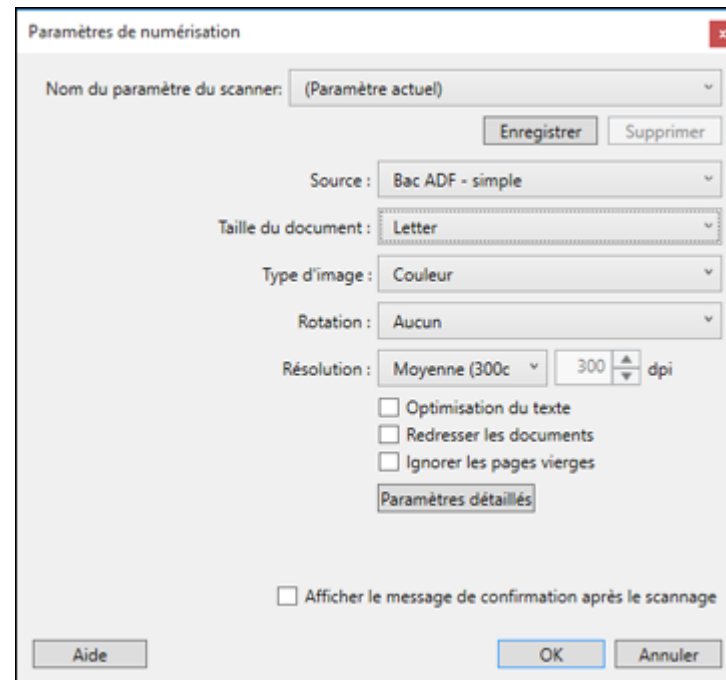 Paramètres de numérisation
Nom du paramètre du scanner: (Paramètre actuel)
Enregistrer Supprimer
Source : Bac ADF - simple
Taille du document : Letter
Type d'image : Couleur
Rotation : Aucun
Résolution : Moyenne (300c 300 dpi
Optimisation du texte
Redresser les documents
Ignorer les pages vierges
Paramètres détaillés
Afficher le message de confirmation après le scannage
Aide OK Annuler